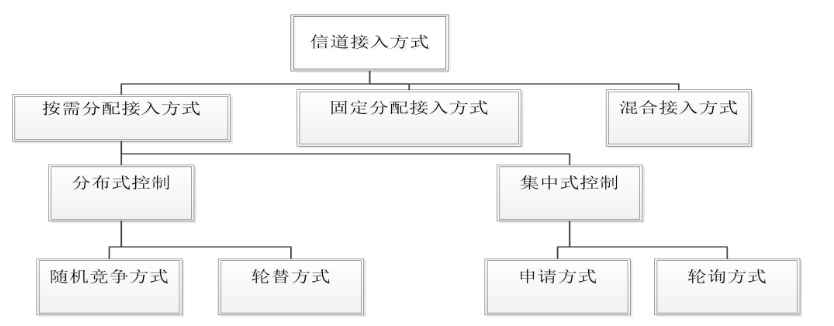 信道接入方式
按需分配接入方式
固定分配接入方式
混合接入方式
分布式控制
集中式控制
随机竞争方式
轮替方式
申请方式
轮询方式